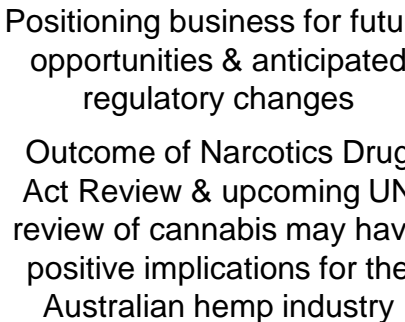 Positioning business for futu
opportunities & anticipated
regulatory changes
Outcome of Narcotics Drug
Act Review & upcoming UN
review of cannabis may hav
positive implications for the
Australian hemp industry